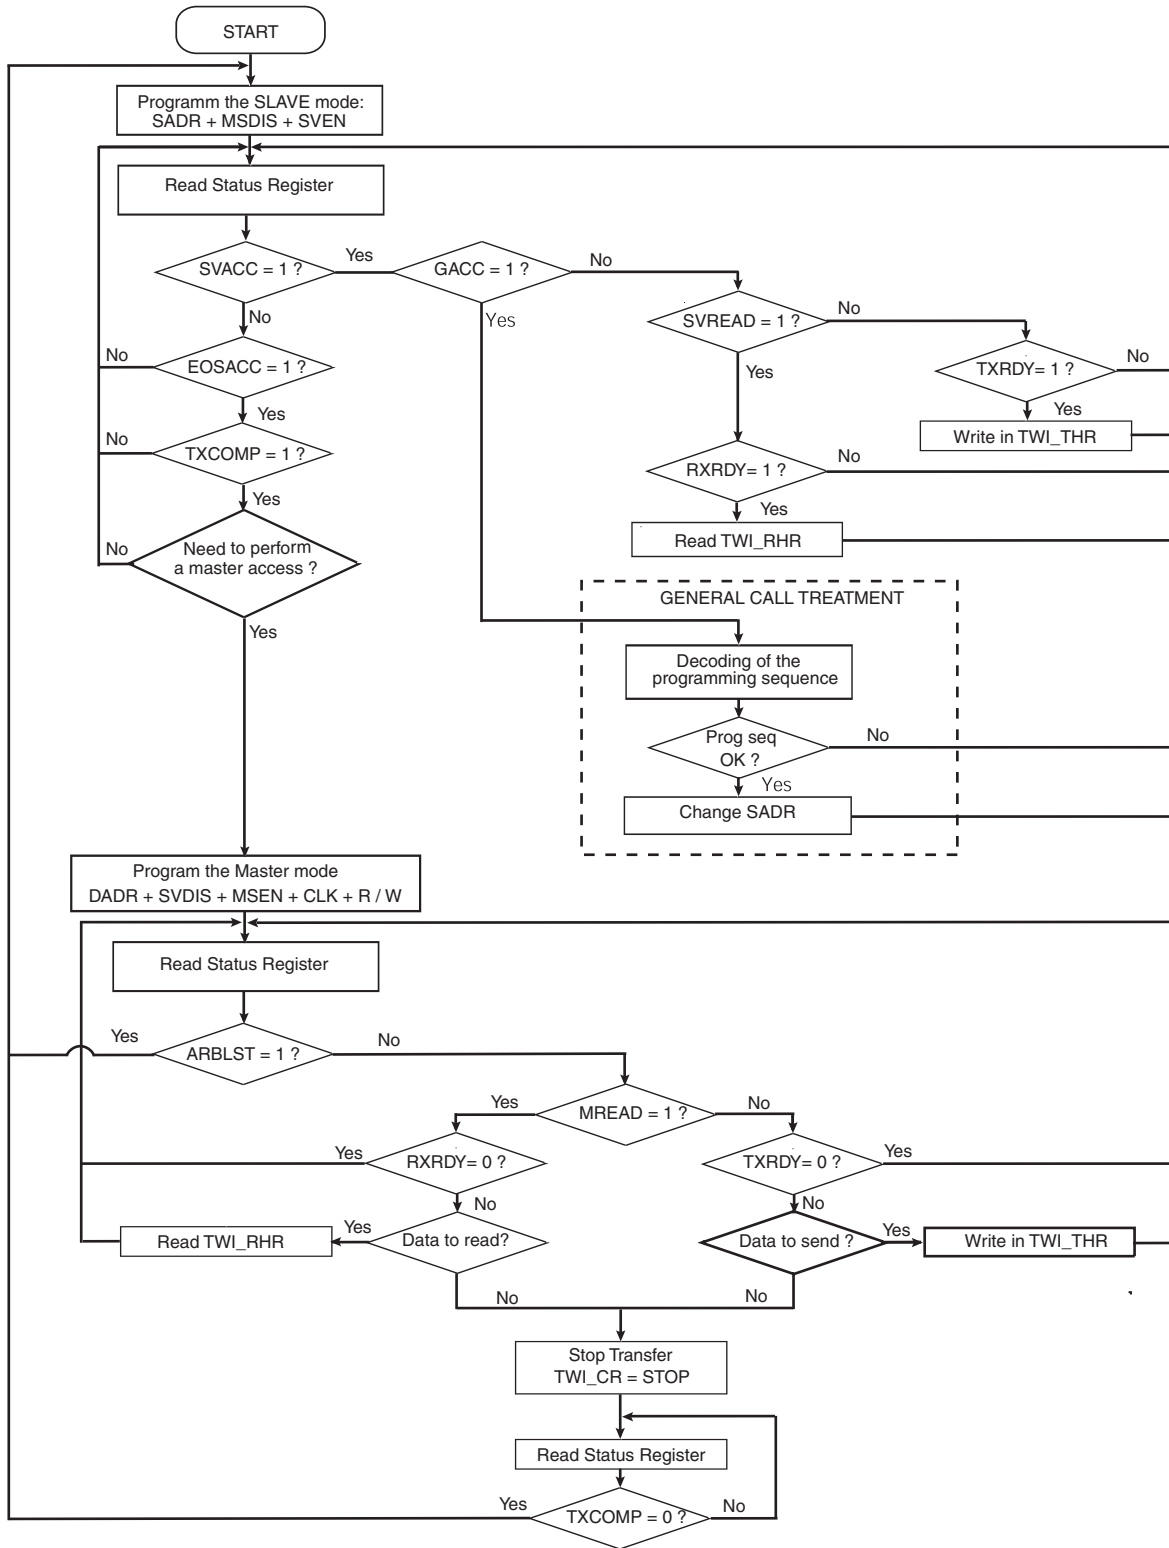 START
Programm the SLAVE mode:
SADR + MSDIS + SVEN
Read Status Register
SVACC = 1 ?
Yes
GACC = 1 ?
No
No
Yes
SVREAD = 1 ?
No
No
EOSACC = 1 ?
Yes
Yes
TXRDY= 1 ?
No
Yes
Write in TWI_THR
No
TXCOMP = 1 ?
Yes
RXRDY= 1 ?
No
Yes
Read TWI_RHR
No
Need to perform
a master access ?
Yes
GENERAL CALL TREATMENT
Decoding of the
programming sequence
Prog seq
OK ?
No
Yes
Change SADR
Program the Master mode
DADR + SVDIS + MSEN + CLK + R / W
Read Status Register
Yes
ARBLST = 1 ?
No
Yes
MREAD = 1 ?
No
Yes
RXRDY= 0 ?
TXRDY= 0 ?
Yes
No
No
Read TWI_RHR
Yes
Data to read?
Data to send ?
Yes
Write in TWI_THR
No
No
Stop Transfer
TWI_CR = STOP
Read Status Register
Yes
TXCOMP = 0 ?
No